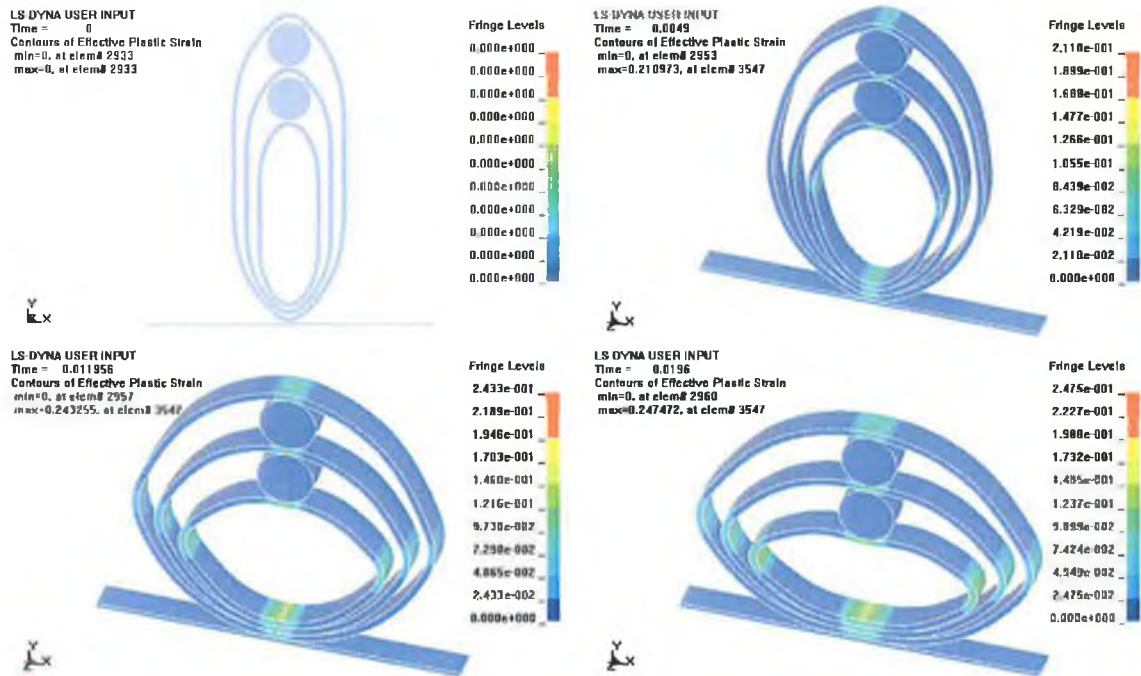 LS-DYNA USER INPUT
Time = 0
Contours of Effective Plastic Strain
min=0, at elem# 2933
max=0, at elem# 2933
Fringe Levels
0.000e+000
0.000e+000
0.000e+000
0.000e+000
0.000e+000
0.000e+000
0.000e+000
0.000e+000
0.000e+000
0.000e+000
0.000e+000
Y
Z X
LS-DYNA USER INPUT
Time = 0.0049
Contours of Effective Plastic Strain
min=0, at elem# 2953
max=0.210973, at elem# 3547
Fringe Levels
2.110e-001
1.899e-001
1.688e-001
1.477e-001
1.266e-001
1.055e-001
8.439e-002
6.329e-002
4.219e-002
2.110e-002
0.000e+000
Y
Z X
LS-DYNA USER INPUT
Time = 0.011956
Contours of Effective Plastic Strain
min=0, at elem# 2957
max=0.243255, at elem# 3547
Fringe Levels
2.433e-001
2.189e-001
1.946e-001
1.703e-001
1.460e-001
1.216e-001
9.730e-002
7.298e-002
4.865e-002
2.433e-002
0.000e+000
Y
Z X
LS-DYNA USER INPUT
Time = 0.0196
Contours of Effective Plastic Strain
min=0, at elem# 2960
max=0.247472, at elem# 3547
Fringe Levels
2.475e-001
2.227e-001
1.980e-001
1.732e-001
1.485e-001
1.237e-001
9.899e-002
7.424e-002
4.949e-002
2.475e-002
0.000e+000
Y
Z X